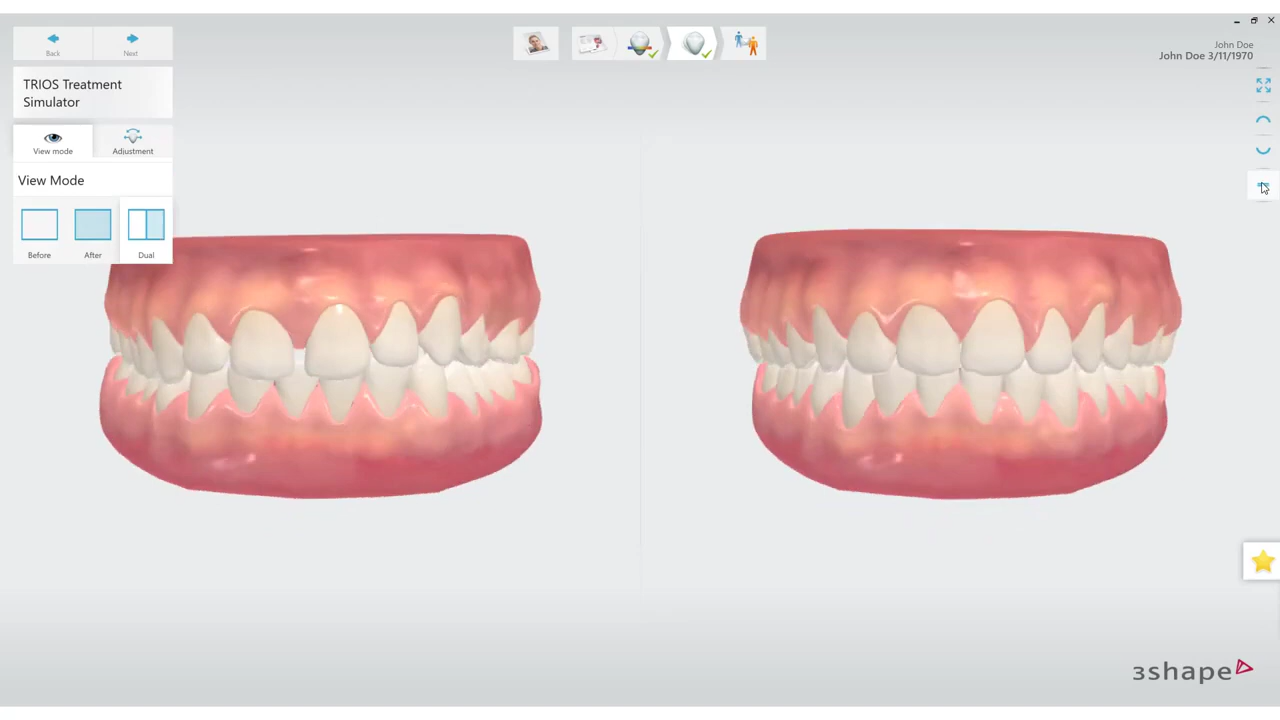 Back
Next
John Doe
John Doe 3/11/1970
TRIOS Treatment
Simulator
View mode
Adjustment
View Mode
Before
After
Dual
3shape